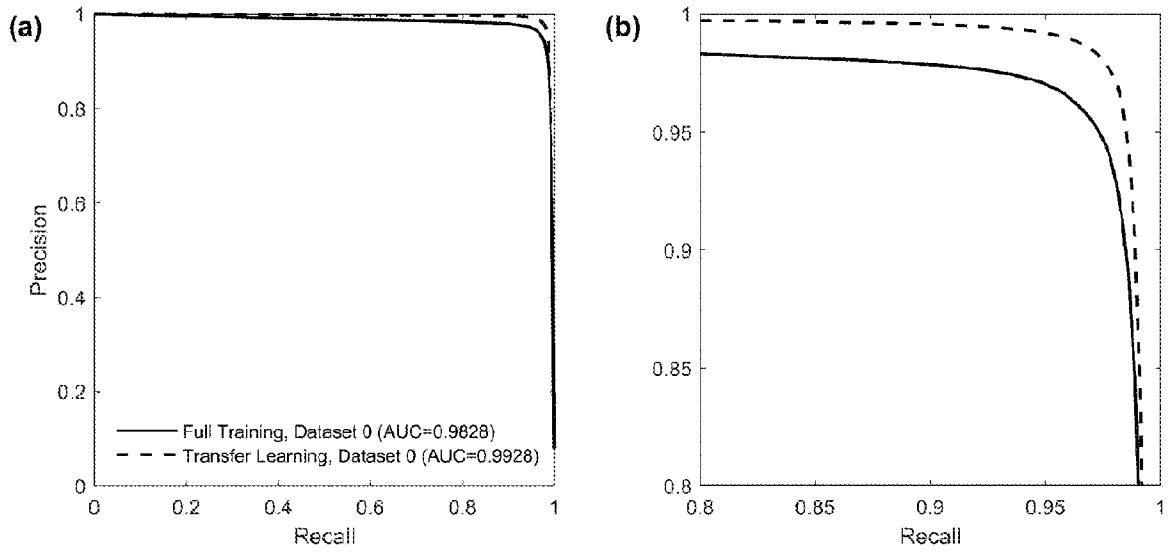 (a)
1
0.8
0.6
0.4
0.2
0
Precision
Full Training, Dataset 0 (AUC=0.9828)
Transfer Learning, Dataset 0 (AUC=0.9928)
0 0.2 0.4 0.6 0.8 1
Recall
(b)
1
0.95
0.9
0.85
0.8
0.8 0.85 0.9 0.95 1
Recall